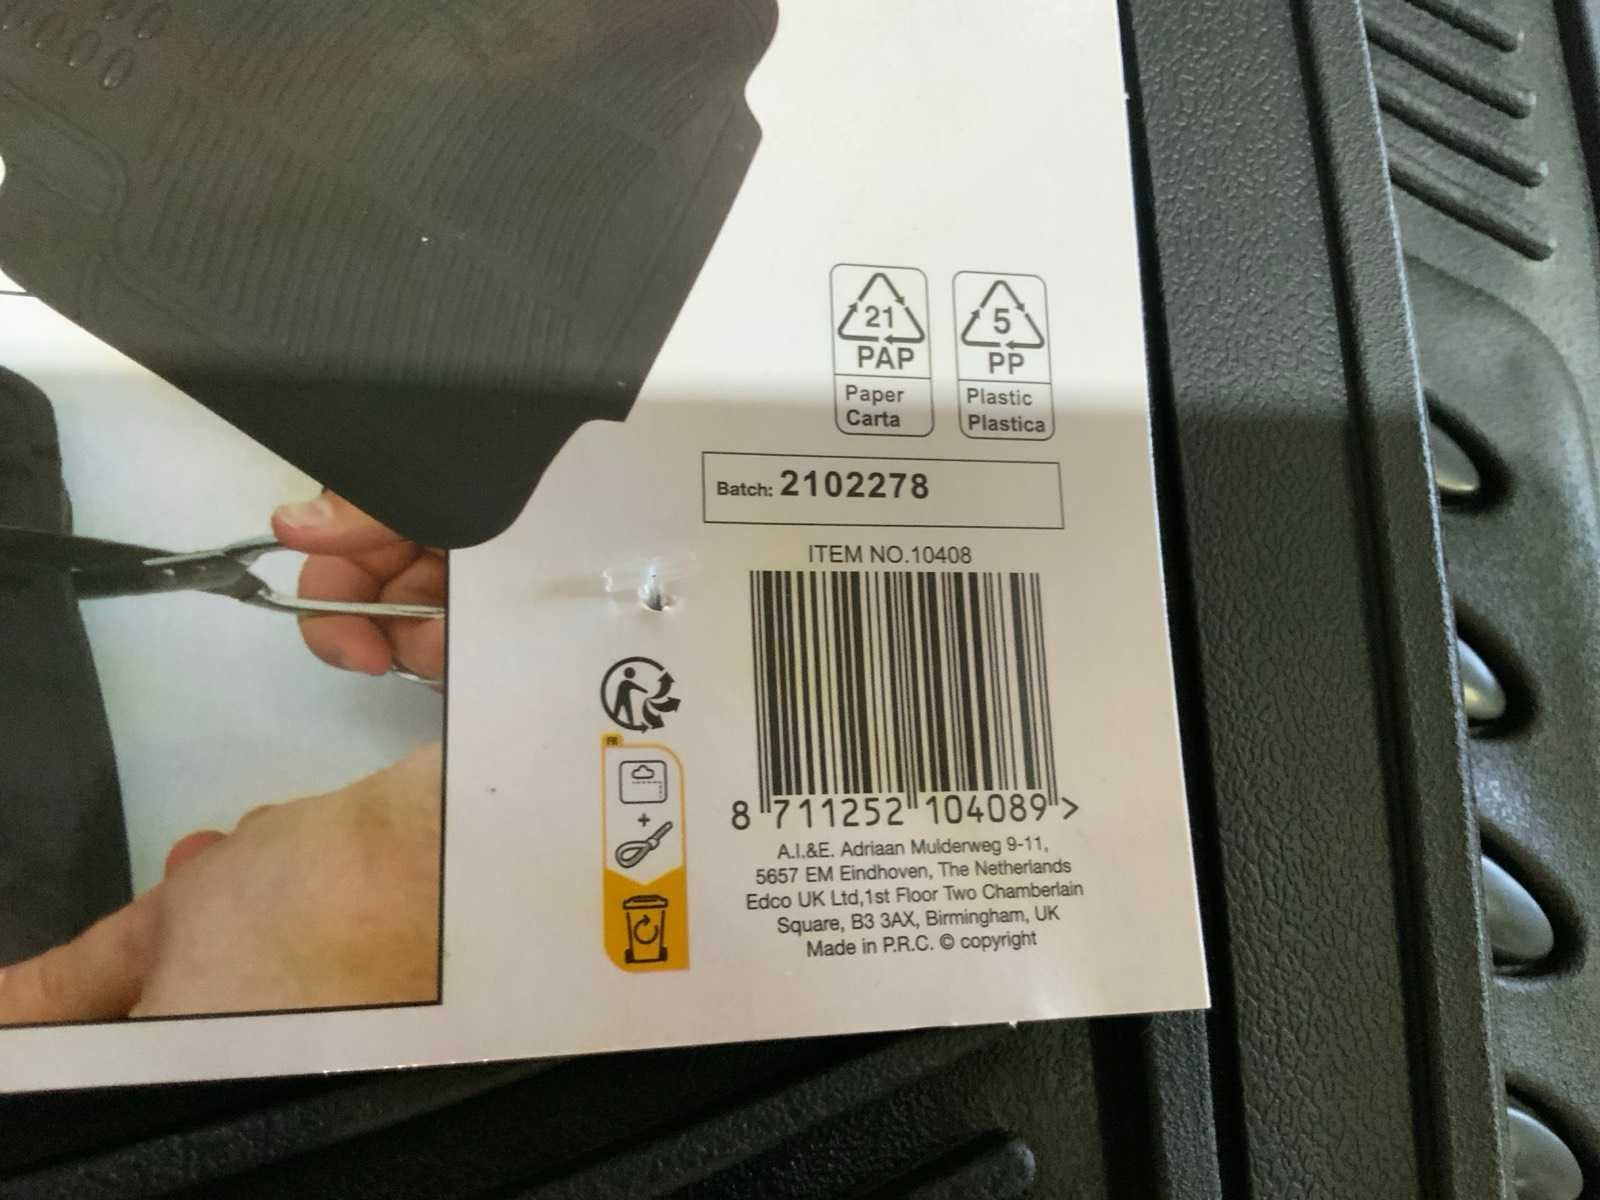 21
PAP
Paper
Carta
5
PP
Plastic
Plastica
Batch: 2102278
ITEM NO.10408
8 711252 104089 >
FR
+
A.I.&E. Adriaan Mulderweg 9-11,
5657 EM Eindhoven, The Netherlands
Edco UK Ltd,1st Floor Two Chamberlain
Square, B3 3AX, Birmingham, UK
Made in P.R.C. © copyright